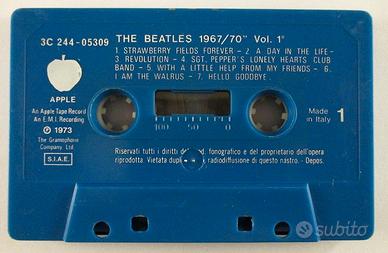 3C 244-05309 THE BEATLES 1967/70" Vol. 1°
1 STRAWBERRY FIELDS FOREVER - 2 A DAY IN THE LIFE -
3 REVOLUTION - 4 SGT. PEPPER'S LONELY HEARTS CLUB
BAND - 5 WITH A LITTLE HELP FROM MY FRIENDS - 6
I AM THE WALRUS - 7. HELLO GOODBYE
APPLE
An Apple Tape Record
An E.M.I. Recording
℗ 1973
The Gramophone
Company Ltd
S.I.A.E.
100 50 0
Made
in Italy
1
Riservati tutti i diritti del fonografico e del proprietario dell'opera
riprodotta. Vietata radiodiffusione di questo nastro. - Depos.
subito